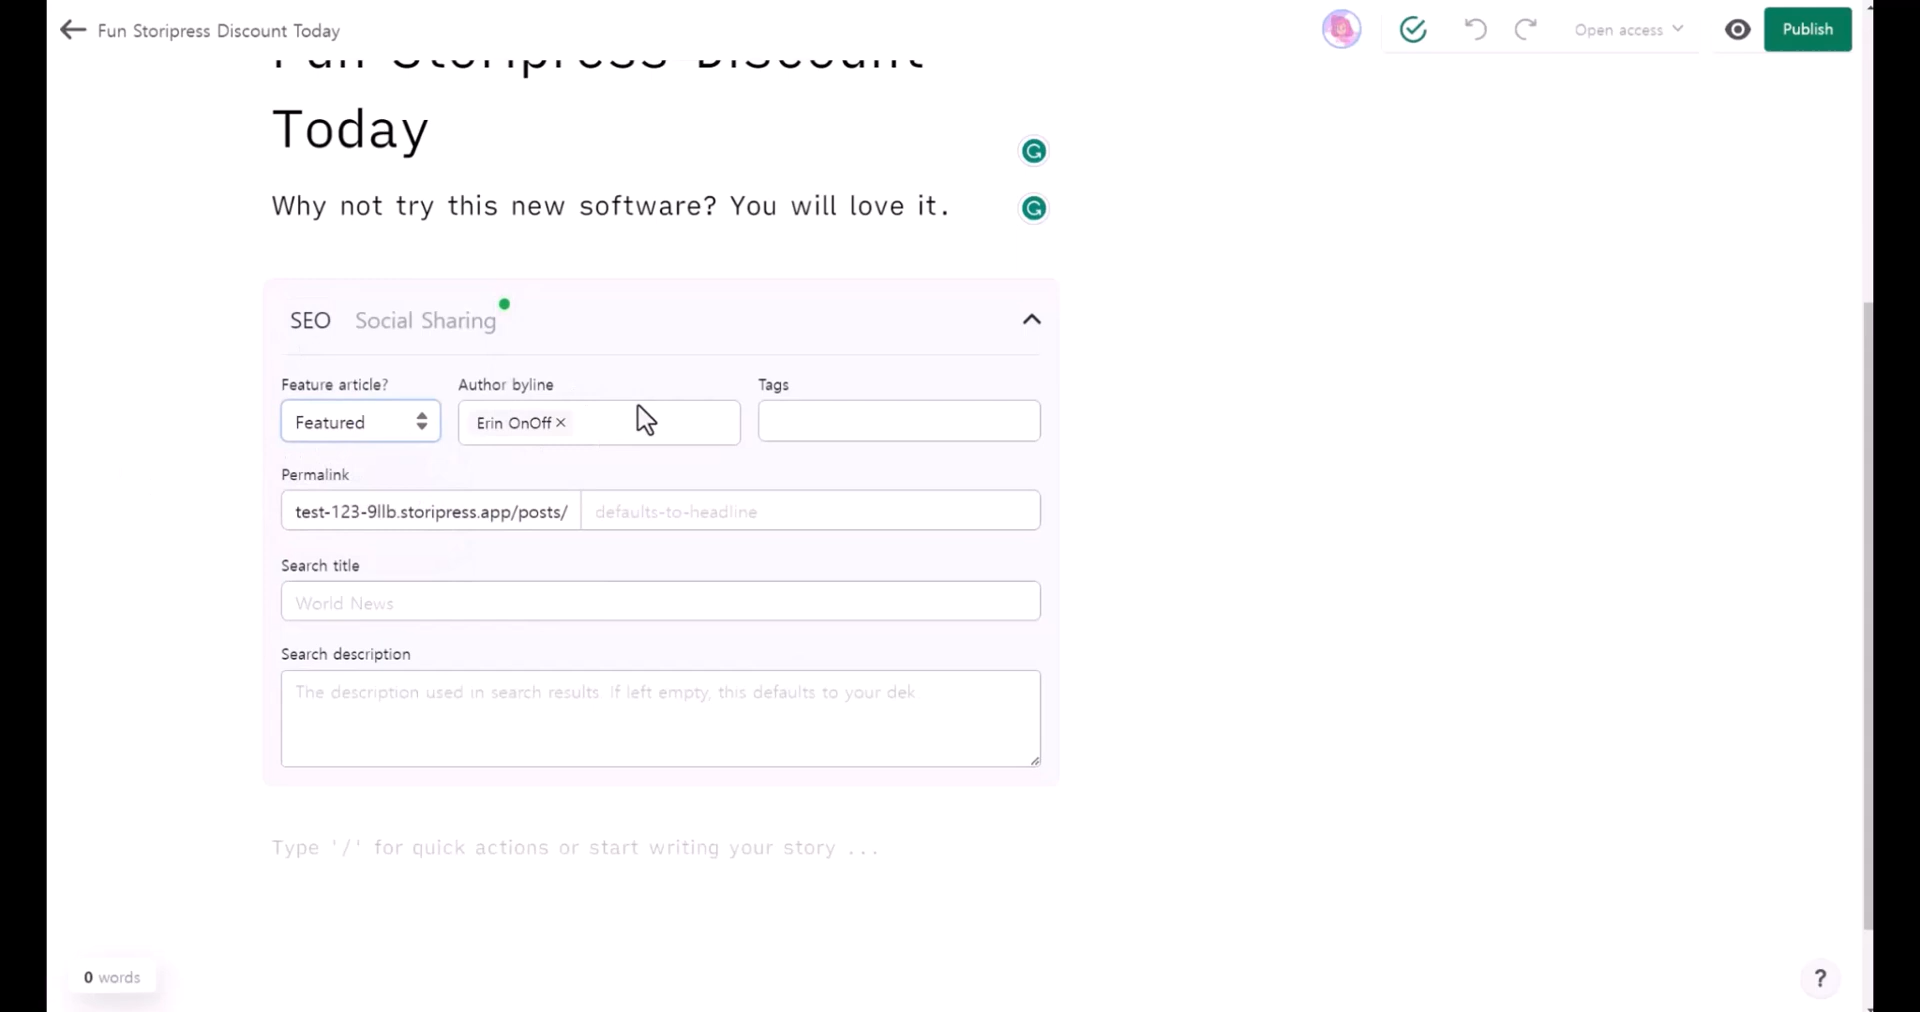 Fun Storipress Discount Today
Open access
Publish
Fun Storipress Discount
Today
Why not try this new software? You will love it.
SEO Social Sharing
Feature article? Author byline Tags
Featured Erin OnOff ×
Permalink
test-123-9llb.storipress.app/posts/ defaults-to-headline
Search title
World News
Search description
The description used in search results. If left empty, this defaults to your dek
Type '/' for quick actions or start writing your story ...
0 words
?